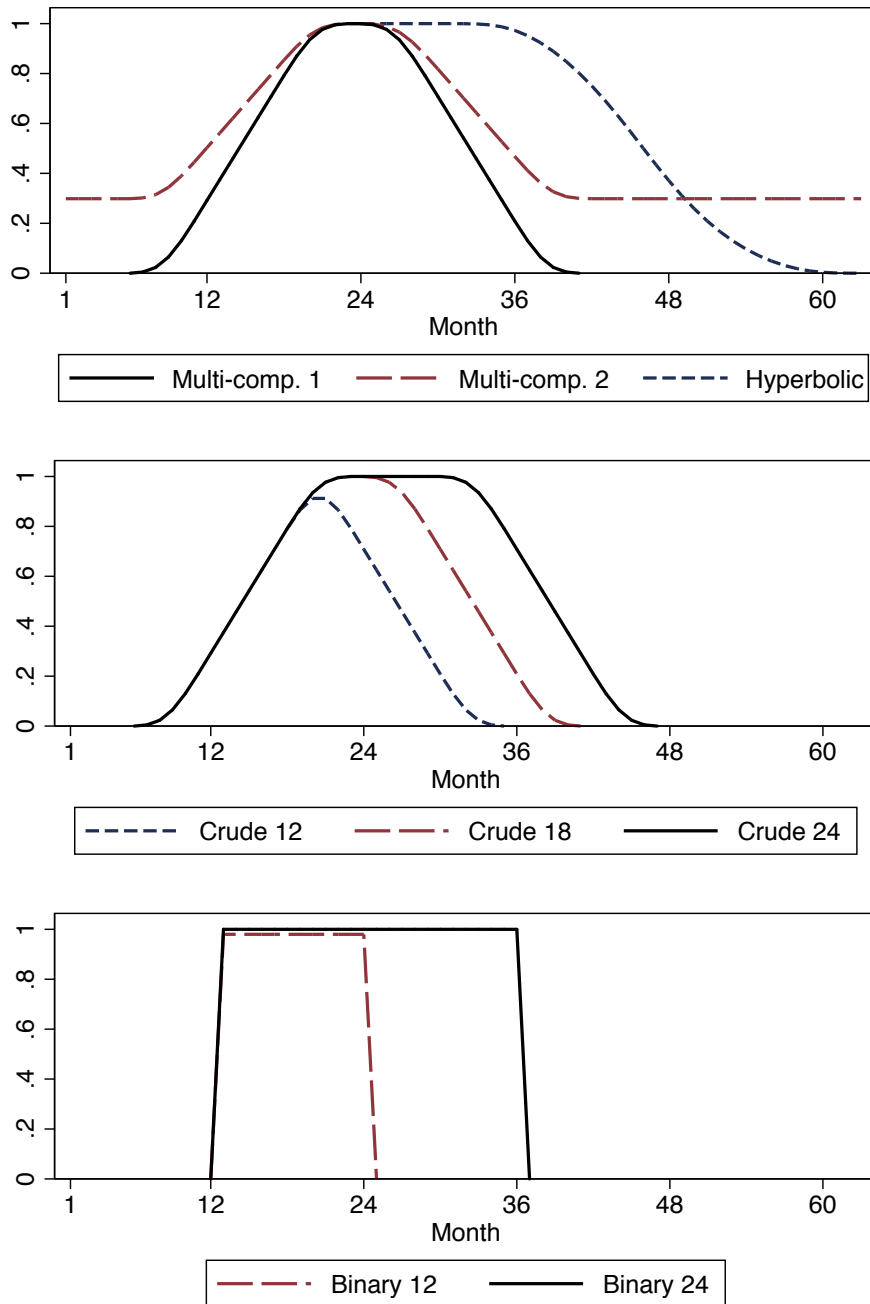 1
.8
.6
.4
.2
0
1 12 24 36 48 60
Month
Multi-comp. 1 Multi-comp. 2 Hyperbolic
1
.8
.6
.4
.2
0
1 12 24 36 48 60
Month
Crude 12 Crude 18 Crude 24
1
.8
.6
.4
.2
0
1 12 24 36 48 60
Month
Binary 12 Binary 24